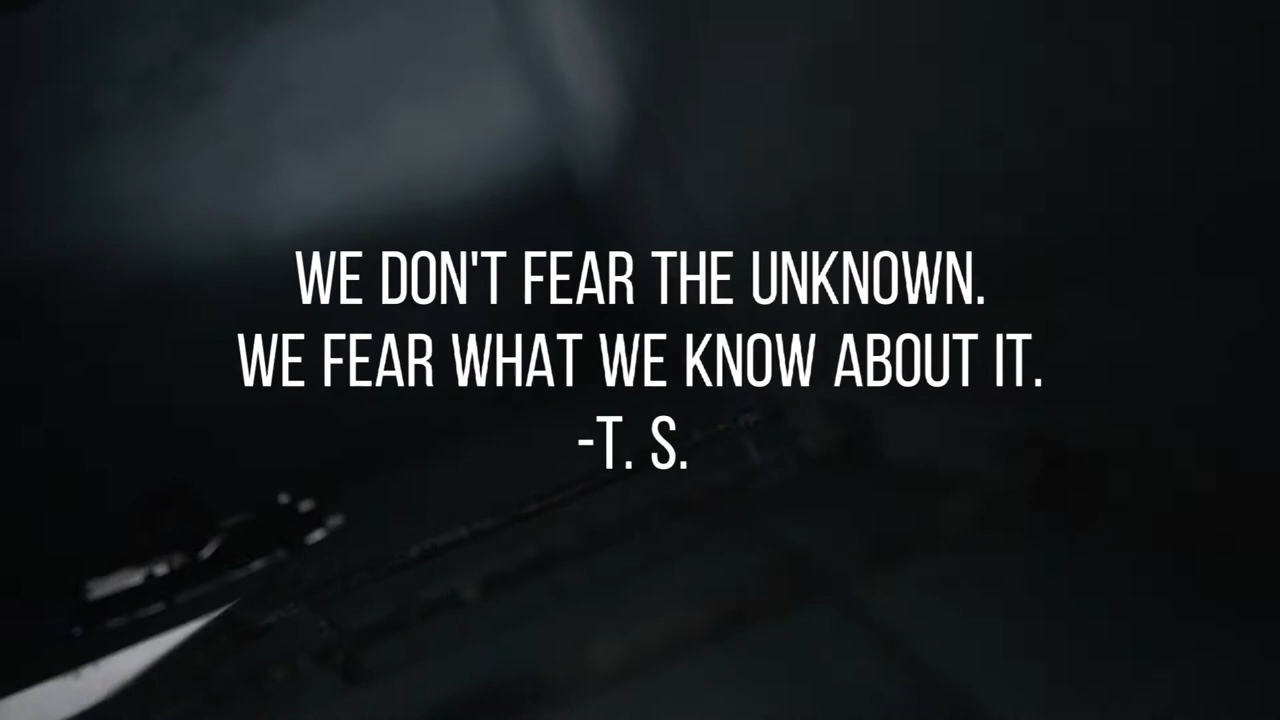 WE DON'T FEAR THE UNKNOWN.
WE FEAR WHAT WE KNOW ABOUT IT.
-T. S.